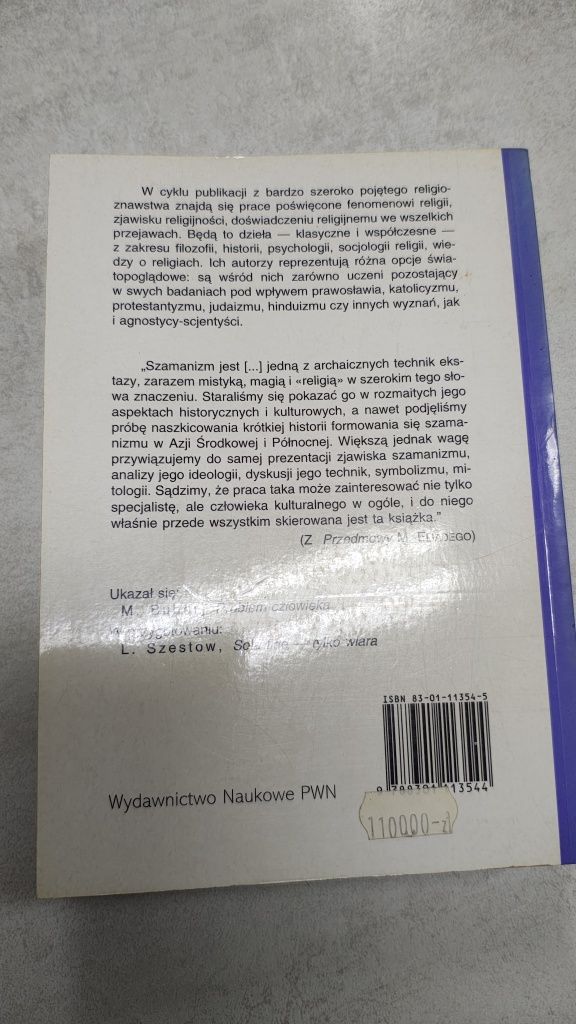 W cyklu publikacji z bardzo szeroko pojętego religio-
znawstwa znajdą się prace poświęcone fenomenowi religii,
zjawisku religijności, doświadczeniu religijnemu we wszelkich
przejawach. Będą to dzieła — klasyczne i współczesne —
z zakresu filozofii, historii, psychologii, socjologii religii, wie-
dzy o religiach. Ich autorzy reprezentują różna opcje świa-
topoglądowe: są wśród nich zarówno uczeni pozostający
w swych badaniach pod wpływem prawosławia, katolicyzmu,
protestantyzmu, judaizmu, hinduizmu czy innych wyznań, jak
i agnostycy-scjentyści.
„Szamanizm jest [...] jedną z archaicznych technik eks-
tazy, zarazem mistyką, magią i «religią» w szerokim tego sło-
wa znaczeniu. Staraliśmy się pokazać go w rozmaitych jego
aspektach historycznych i kulturowych, a nawet podjęliśmy
próbę naszkicowania krótkiej historii formowania się szama-
nizmu w Azji Środkowej i Północnej. Większą jednak wagę
przywiązujemy do samej prezentacji zjawiska szamanizmu,
analizy jego ideologii, dyskusji jego technik, symbolizmu, mi-
tologii. Sądzimy, że praca taka może zainteresować nie tylko
specjalistę, ale człowieka kulturalnego w ogóle, i do niego
właśnie przede wszystkim skierowana jest ta książka."
(Z Przedmowy M. ELIADEGO)
Ukazał się:
M. człowieka
L. Szestow, tylko wiara
ISBN 83-01-11354-5
Wydawnictwo Naukowe PWN
110000-zł